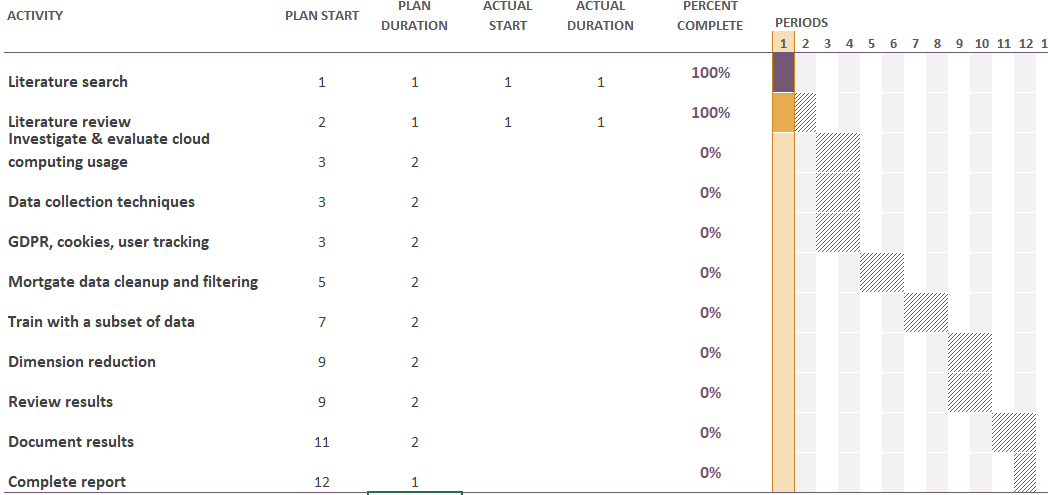 ACTIVITY PLAN START PLAN DURATION ACTUAL START ACTUAL DURATION PERCENT COMPLETE PERIODS
1 2 3 4 5 6 7 8 9 10 11 12 1
Literature search 1 1 1 1 100%
Literature review 2 1 1 1 100%
Investigate & evaluate cloud
computing usage 3 2 0%
Data collection techniques 3 2 0%
GDPR, cookies, user tracking 3 2 0%
Mortgate data cleanup and filtering 5 2 0%
Train with a subset of data 7 2 0%
Dimension reduction 9 2 0%
Review results 9 2 0%
Document results 11 2 0%
Complete report 12 1 0%